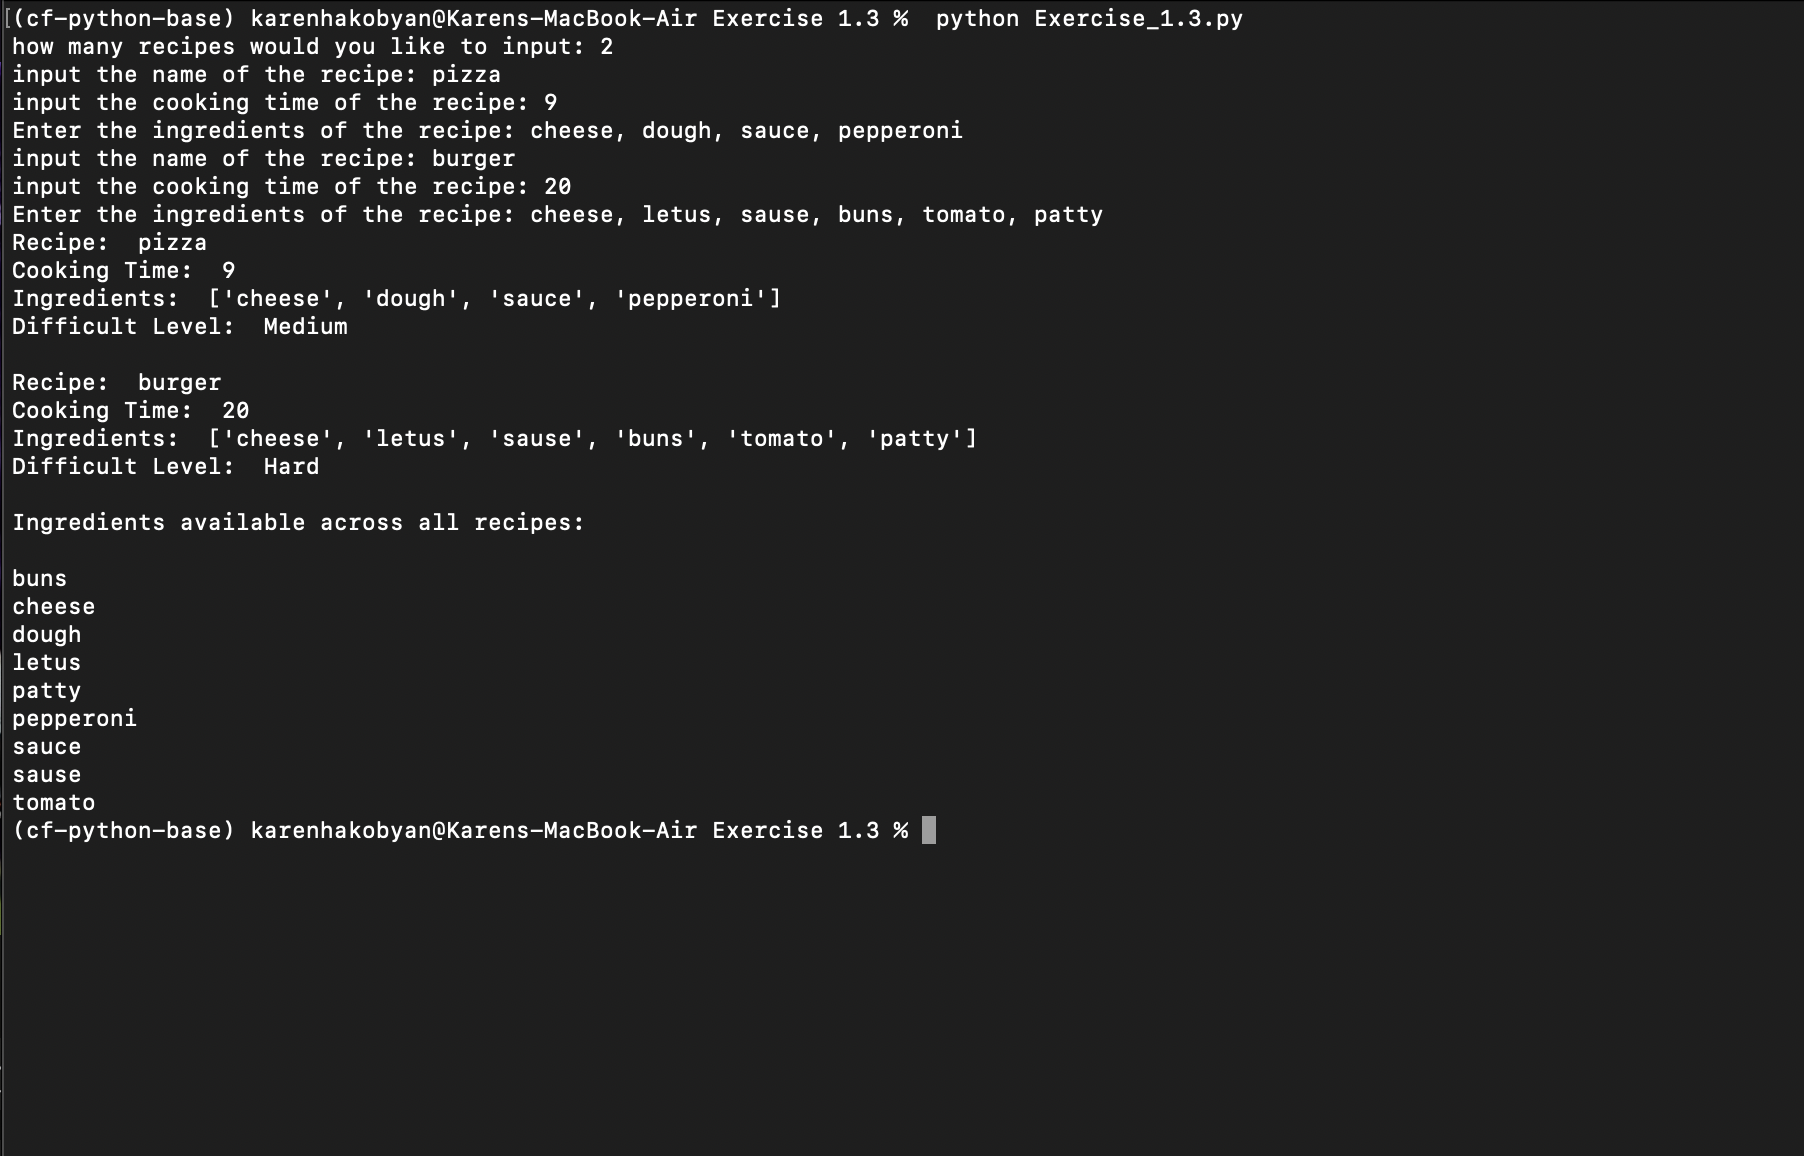 [(cf-python-base) karenhakobyan@Karens-MacBook-Air Exercise 1.3 %  python Exercise_1.3.py
how many recipes would you like to input: 2
input the name of the recipe: pizza
input the cooking time of the recipe: 9
Enter the ingredients of the recipe: cheese, dough, sauce, pepperoni
input the name of the recipe: burger
input the cooking time of the recipe: 20
Enter the ingredients of the recipe: cheese, letus, sause, buns, tomato, patty
Recipe:  pizza
Cooking Time:  9
Ingredients:  ['cheese', 'dough', 'sauce', 'pepperoni']
Difficult Level:  Medium

Recipe:  burger
Cooking Time:  20
Ingredients:  ['cheese', 'letus', 'sause', 'buns', 'tomato', 'patty']
Difficult Level:  Hard

Ingredients available across all recipes:

buns
cheese
dough
letus
patty
pepperoni
sauce
sause
tomato
(cf-python-base) karenhakobyan@Karens-MacBook-Air Exercise 1.3 %